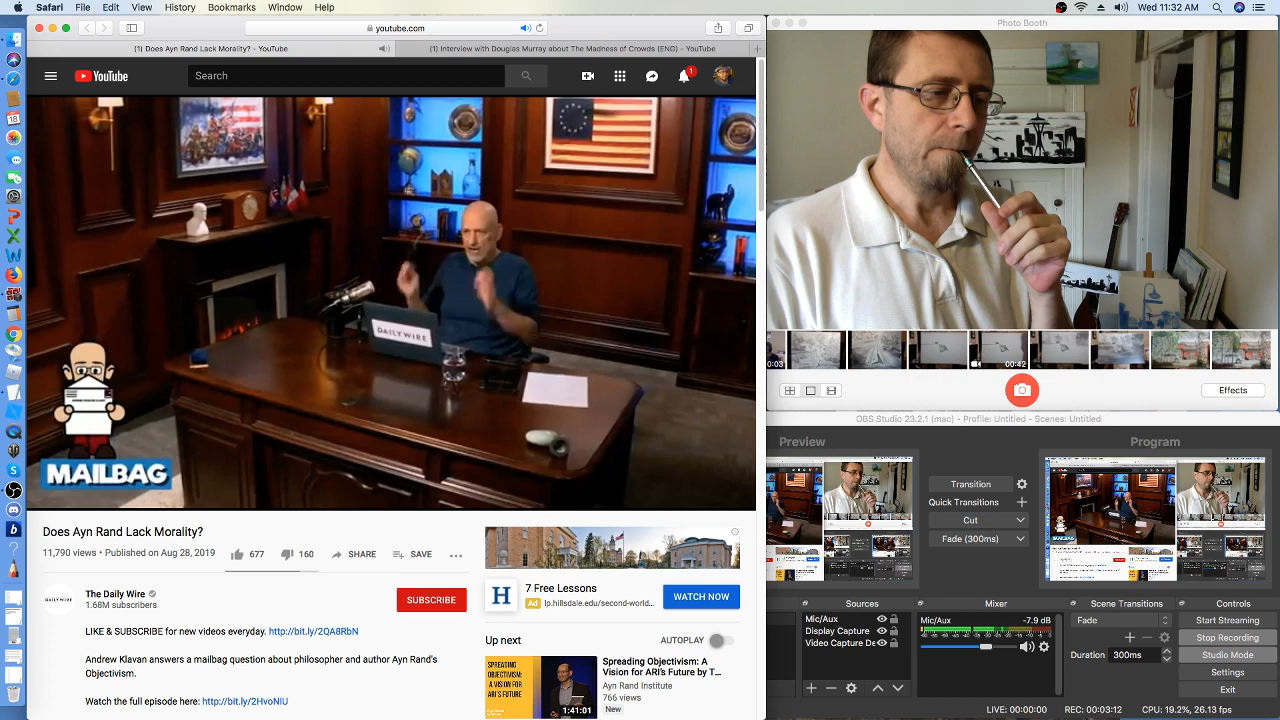 Safari File Edit View History Bookmarks Window Help
Wed 11:32 AM
youtube.com
(1) Does Ayn Rand Lack Morality? - YouTube
(1) Interview with Douglas Murray about The Madness of Crowds (ENG) - YouTube
YouTube
Search
1
DAILY WIRE
MAILBAG
Does Ayn Rand Lack Morality?
11,790 views • Published on Aug 28, 2019
677
160
SHARE
SAVE
DAILYWIRE
The Daily Wire
1.68M subscribers
SUBSCRIBE
LIKE & SUBSCRIBE for new videos everyday. http://bit.ly/2QA8RbN
Andrew Klavan answers a mailbag question about philosopher and author Ayn Rand's
Objectivism.
Watch the full episode here: http://bit.ly/2HvoNIU
H
7 Free Lessons
Ad lp.hillsdale.edu/second-world...
WATCH NOW
Up next
AUTOPLAY
SPREADING
OBJECTIVISM:
A VISION FOR
ARI'S FUTURE
1:41:01
Spreading Objectivism: A
Vision for ARI's Future by T...
Ayn Rand Institute
766 views
New
Photo Booth
0:03
00:42
Effects
OBS Studio 23.2.1 (mac) - Profile: Untitled - Scenes: Untitled
Preview
Program
Transition
Quick Transitions
Cut
Fade (300ms)
Sources
Mic/Aux
Display Capture
Video Capture De
Mixer
Mic/Aux
-7.9 dB
Scene Transitions
Fade
Duration 300ms
Controls
Start Streaming
Stop Recording
Studio Mode
Settings
Exit
LIVE: 00:00:00
REC: 00:03:12
CPU: 19.2%, 26.13 fps